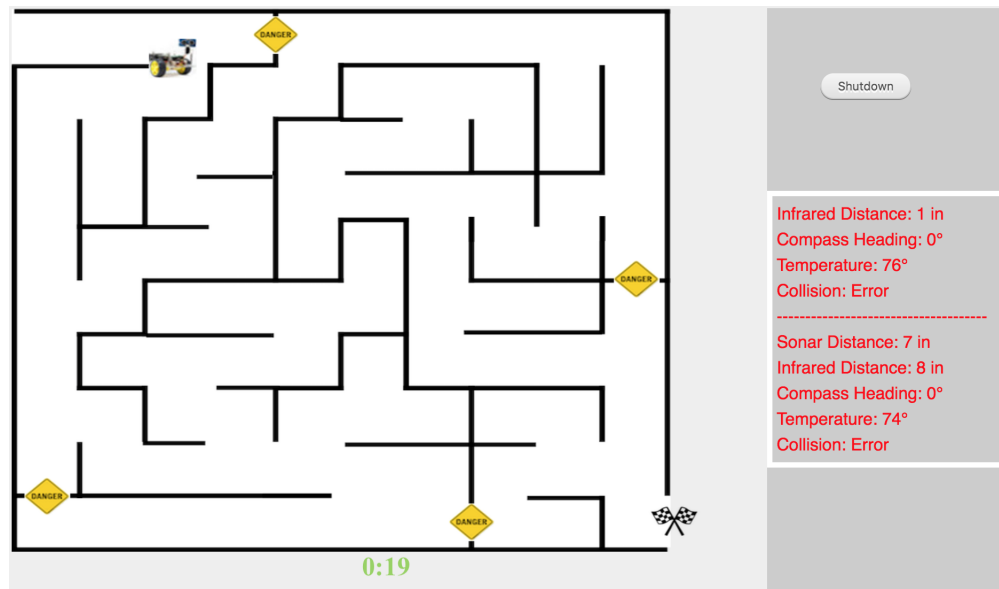 DANGER
Shutdown
Infrared Distance: 1 in
Compass Heading: 0°
Temperature: 76°
Collision: Error
------------------------------------
Sonar Distance: 7 in
Infrared Distance: 8 in
Compass Heading: 0°
Temperature: 74°
Collision: Error
DANGER
DANGER
DANGER
0:19